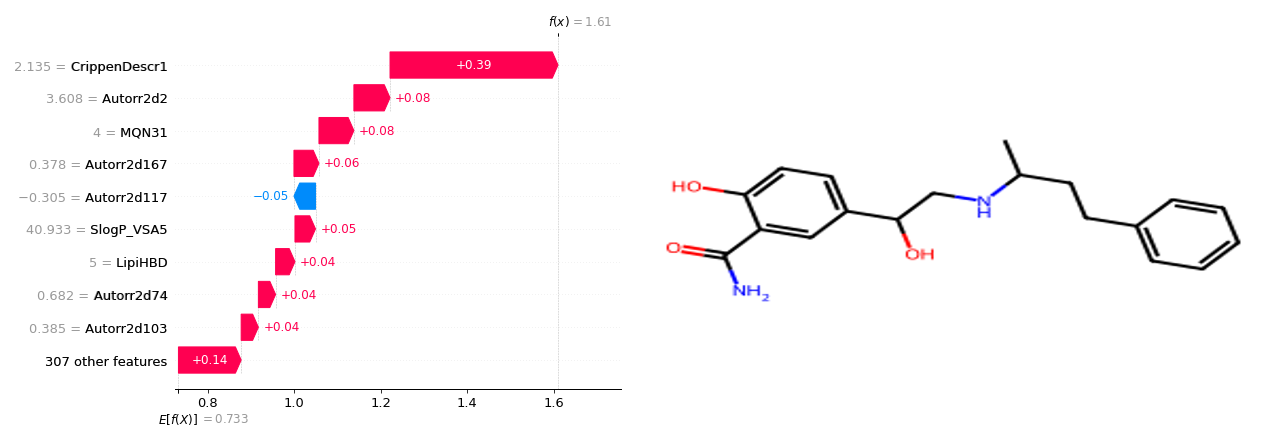 f(x) = 1.61
2.135 = CrippenDescr1
+0.39
3.608 = Autorr2d2
+0.08
4 = MQN31
+0.08
0.378 = Autorr2d167
+0.06
−0.305 = Autorr2d117
−0.05
40.933 = SlogP_VSA5
+0.05
5 = LipiHBD
+0.04
0.682 = Autorr2d74
+0.04
0.385 = Autorr2d103
+0.04
307 other features
+0.14
0.8 1.0 1.2 1.4 1.6
E[f(X)] = 0.733
HO
O
NH₂
OH
NH